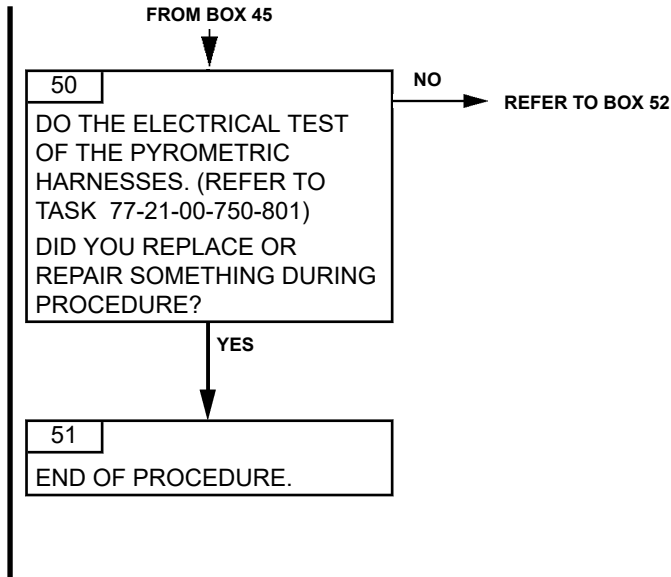 FROM BOX 45
50
NO
REFER TO BOX 52
DO THE ELECTRICAL TEST
OF THE PYROMETRIC
HARNESSES. (REFER TO
TASK 77-21-00-750-801)
DID YOU REPLACE OR
REPAIR SOMETHING DURING
PROCEDURE?
YES
51
END OF PROCEDURE.